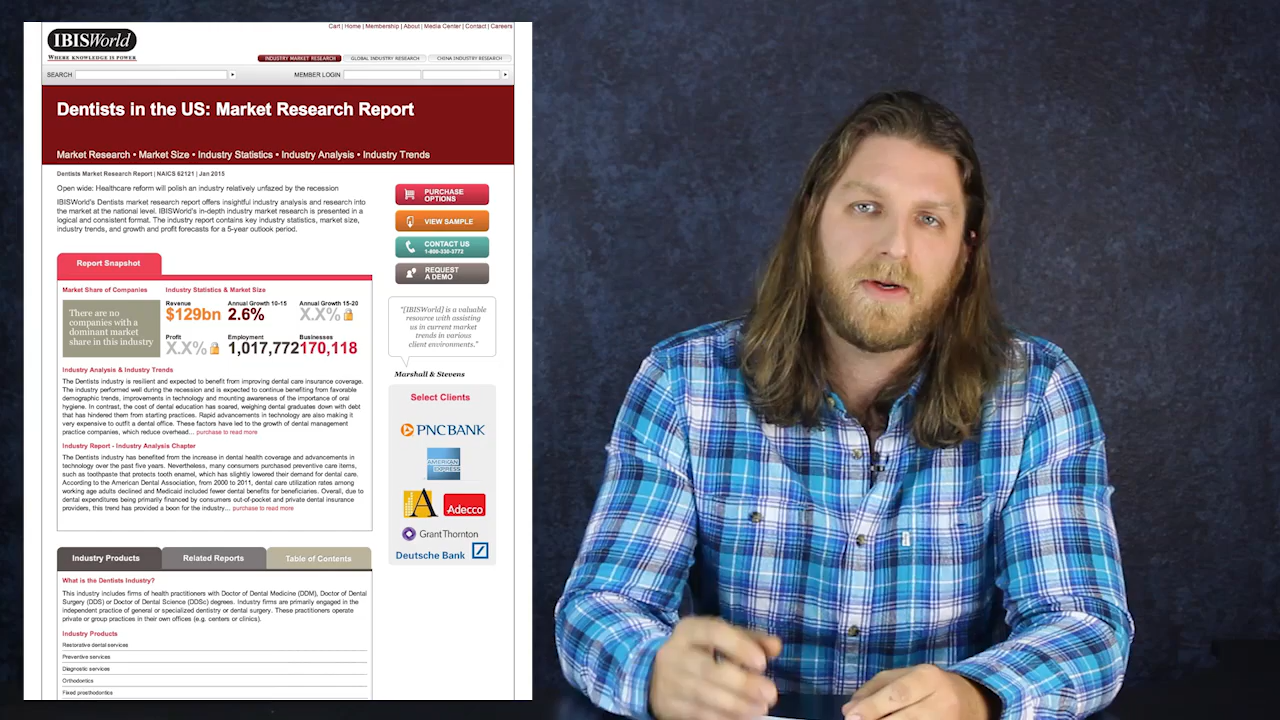 Cart | Home | Membership | About | Media Center | Contact | Careers
IBISWorld
WHERE KNOWLEDGE IS POWER
INDUSTRY MARKET RESEARCH
GLOBAL INDUSTRY RESEARCH
CHINA INDUSTRY RESEARCH
SEARCH
MEMBER LOGIN
Dentists in the US: Market Research Report
Market Research • Market Size • Industry Statistics • Industry Analysis • Industry Trends
Dentists Market Research Report | NAICS 62121 | Jan 2015
Open wide: Healthcare reform will polish an industry relatively unfazed by the recession
IBISWorld's Dentists market research report offers insightful industry analysis and research into
the market at the national level. IBISWorld's in-depth industry market research is presented in a
logical and consistent format. The industry report contains key industry statistics, market size,
industry trends, and growth and profit forecasts for a 5-year outlook period.
PURCHASE
OPTIONS
VIEW SAMPLE
CONTACT US
1-800-330-3772
REQUEST
A DEMO
Report Snapshot
Market Share of Companies
There are no
companies with a
dominant market
share in this industry
Industry Statistics & Market Size
Revenue
$129bn
Annual Growth 10-15
2.6%
Annual Growth 15-20
X.X%
Profit
X.X%
Employment
1,017,772
Businesses
170,118
"[IBISWorld] is a valuable
resource with assisting
us in current market
trends in various
client environments."
Marshall & Stevens
Industry Analysis & Industry Trends
The Dentists industry is resilient and expected to benefit from improving dental care insurance coverage.
The industry performed well during the recession and is expected to continue benefiting from favorable
demographic trends, improvements in technology and mounting awareness of the importance of oral
hygiene. In contrast, the cost of dental education has soared, weighing dental graduates down with debt
that has hindered them from starting practices. Rapid advancements in technology are also making it
very expensive to outfit a dental office. These factors have led to the growth of dental management
practice companies, which reduce overhead... purchase to read more
Industry Report - Industry Analysis Chapter
The Dentists industry has benefited from the increase in dental health coverage and advancements in
technology over the past five years. Nevertheless, many consumers purchased preventive care items,
such as toothpaste that protects tooth enamel, which has slightly lowered their demand for dental care.
According to the American Dental Association, from 2000 to 2011, dental care utilization rates among
working age adults declined and Medicaid included fewer dental benefits for beneficiaries. Overall, due to
dental expenditures being primarily financed by consumers out-of-pocket and private dental insurance
providers, this trend has provided a boon for the industry... purchase to read more
Select Clients
PNCBANK
AMERICAN
EXPRESS
Adecco
Grant Thornton
Deutsche Bank
Industry Products
Related Reports
Table of Contents
What is the Dentists Industry?
This industry includes firms of health practitioners with Doctor of Dental Medicine (DDM), Doctor of Dental
Surgery (DDS) or Doctor of Dental Science (DDSc) degrees. Industry firms are primarily engaged in the
independent practice of general or specialized dentistry or dental surgery. These practitioners operate
private or group practices in their own offices (e.g. centers or clinics).
Industry Products
Restorative dental services
Preventive services
Diagnostic services
Orthodontics
Fixed prosthodontics